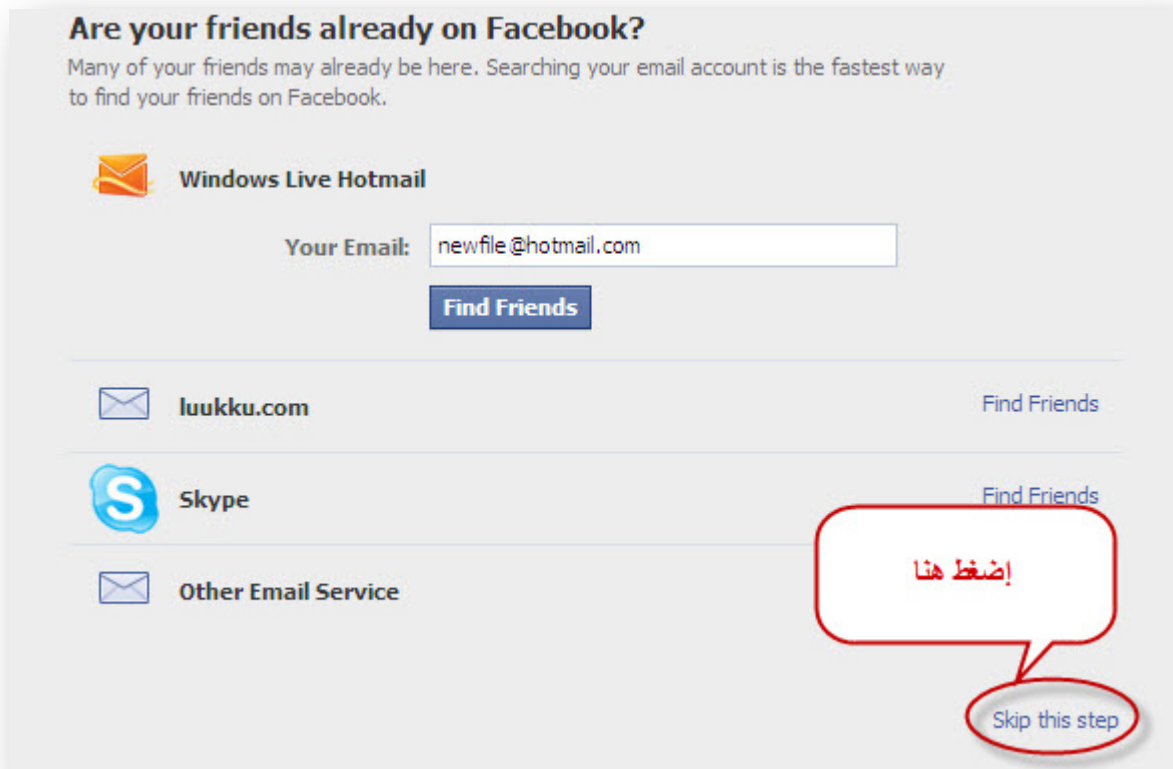 Are your friends already on Facebook?
Many of your friends may already be here. Searching your email account is the fastest way
to find your friends on Facebook.
Windows Live Hotmail
Your Email: newfile@hotmail.com
Find Friends
luukku.com Find Friends
Skype Find Friends
إضغط هنا
Other Email Service
Skip this step